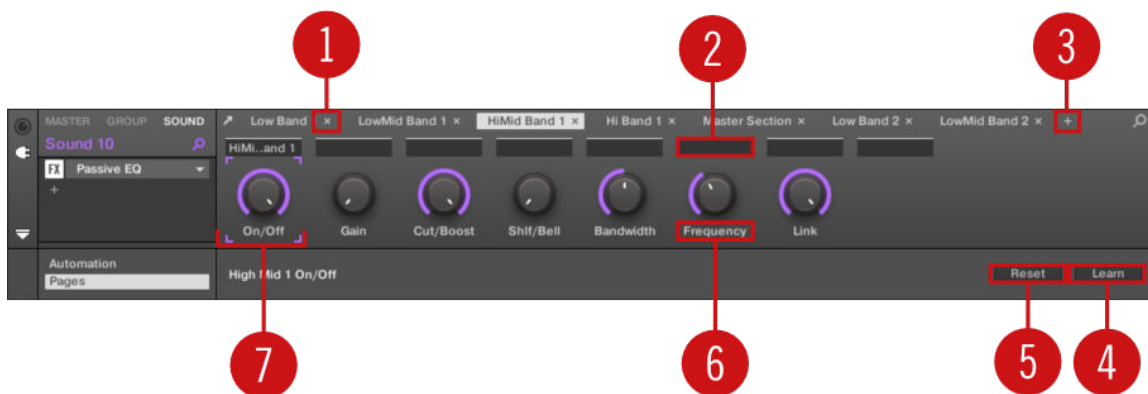 1
2
3
MASTER GROUP SOUND
Low Band × LowMid Band 1 × HiMid Band 1 × Hi Band 1 × Master Section × Low Band 2 × LowMid Band 2 × +
Sound 10
HiMi..and 1
FX Passive EQ
+
On/Off Gain Cut/Boost Shlf/Bell Bandwidth Frequency Link
Automation
Pages
High Mid 1 On/Off
Reset Learn
7
6
5
4